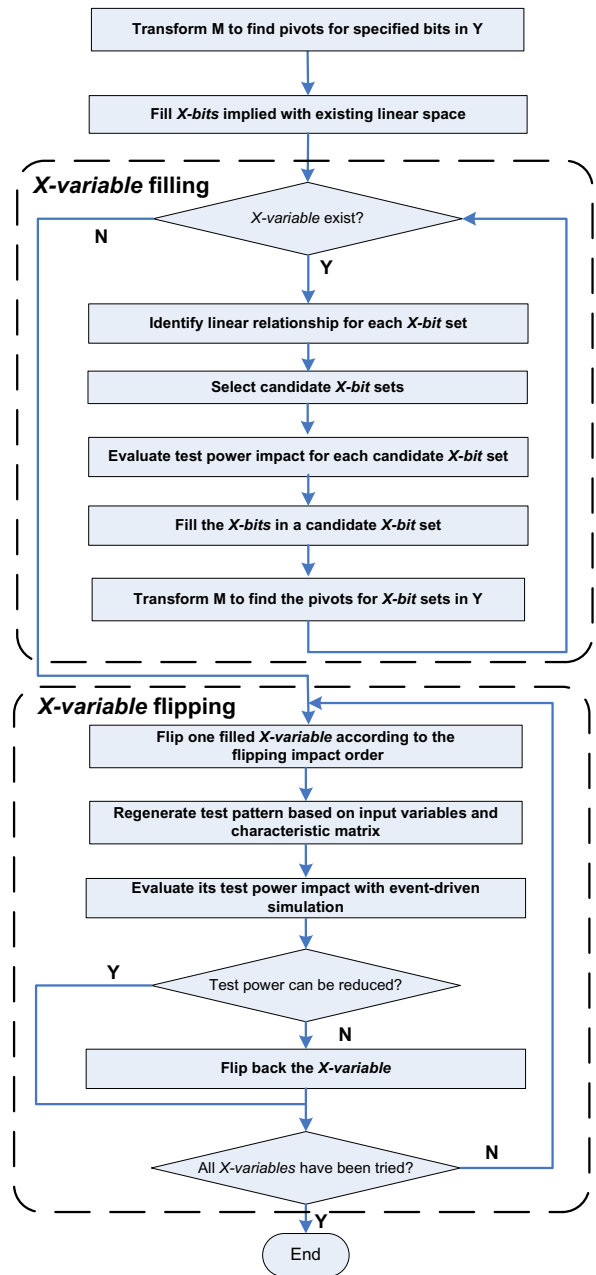 Transform M to find pivots for specified bits in Y
Fill X-bits implied with existing linear space
X-variable filling
X-variable exist?
N
Y
Identify linear relationship for each X-bit set
Select candidate X-bit sets
Evaluate test power impact for each candidate X-bit set
Fill the X-bits in a candidate X-bit set
Transform M to find the pivots for X-bit sets in Y
X-variable flipping
Flip one filled X-variable according to the
flipping impact order
Regenerate test pattern based on input variables and
characteristic matrix
Evaluate its test power impact with event-driven
simulation
Y
Test power can be reduced?
N
Flip back the X-variable
N
All X-variables have been tried?
Y
End